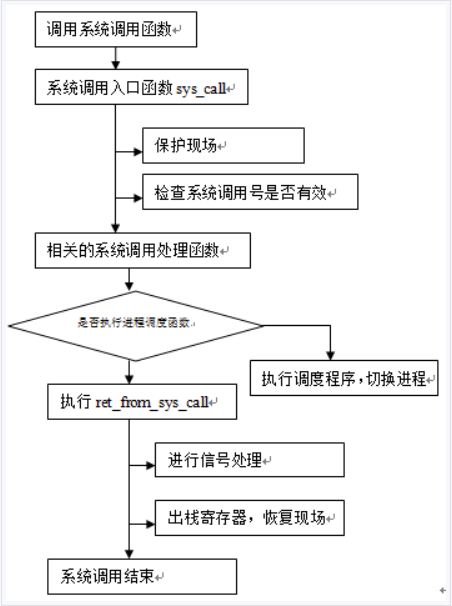 调用系统调用函数
系统调用入口函数 sys_call
保护现场
检查系统调用号是否有效
相关的系统调用处理函数
是否执行进程调度函数
执行调度程序，切换进程
执行 ret_from_sys_call
进行信号处理
出栈寄存器，恢复现场
系统调用结束